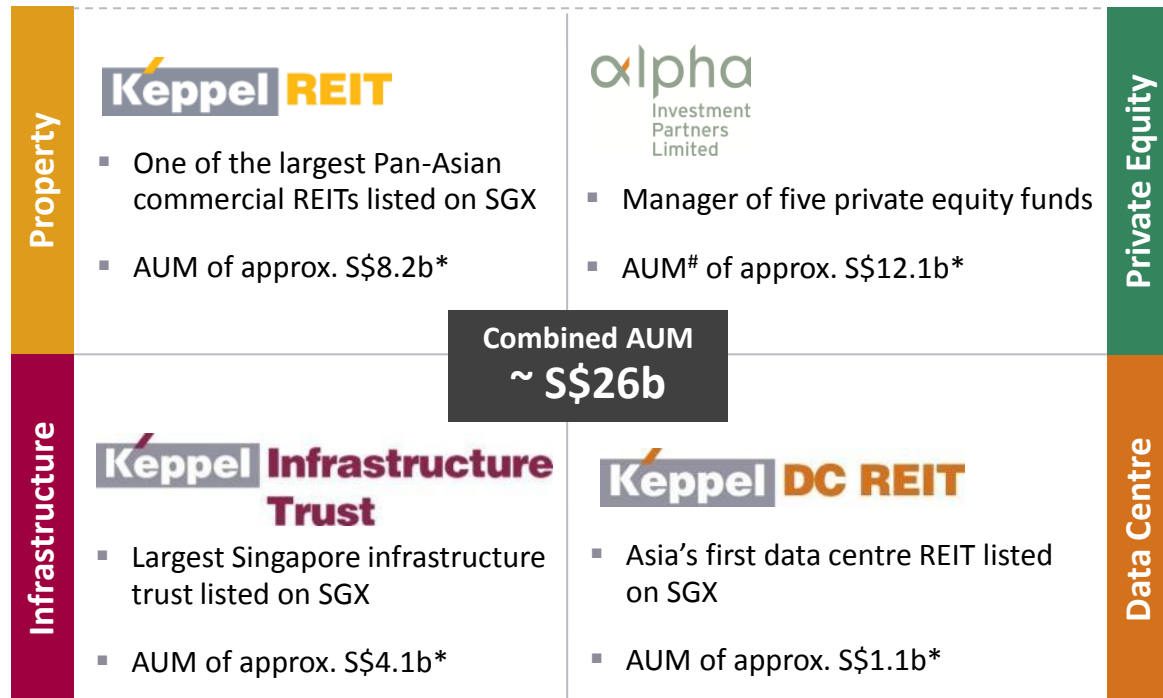 Property
Keppel REIT
▪ One of the largest Pan-Asian
commercial REITs listed on SGX
▪ AUM of approx. S$8.2b*
Private Equity
αlpha
Investment
Partners
Limited
▪ Manager of five private equity funds
▪ AUM# of approx. S$12.1b*
Combined AUM
~ S$26b
Infrastructure
Keppel Infrastructure
Trust
▪ Largest Singapore infrastructure
trust listed on SGX
▪ AUM of approx. S$4.1b*
Data Centre
Keppel DC REIT
▪ Asia’s first data centre REIT listed
on SGX
▪ AUM of approx. S$1.1b*